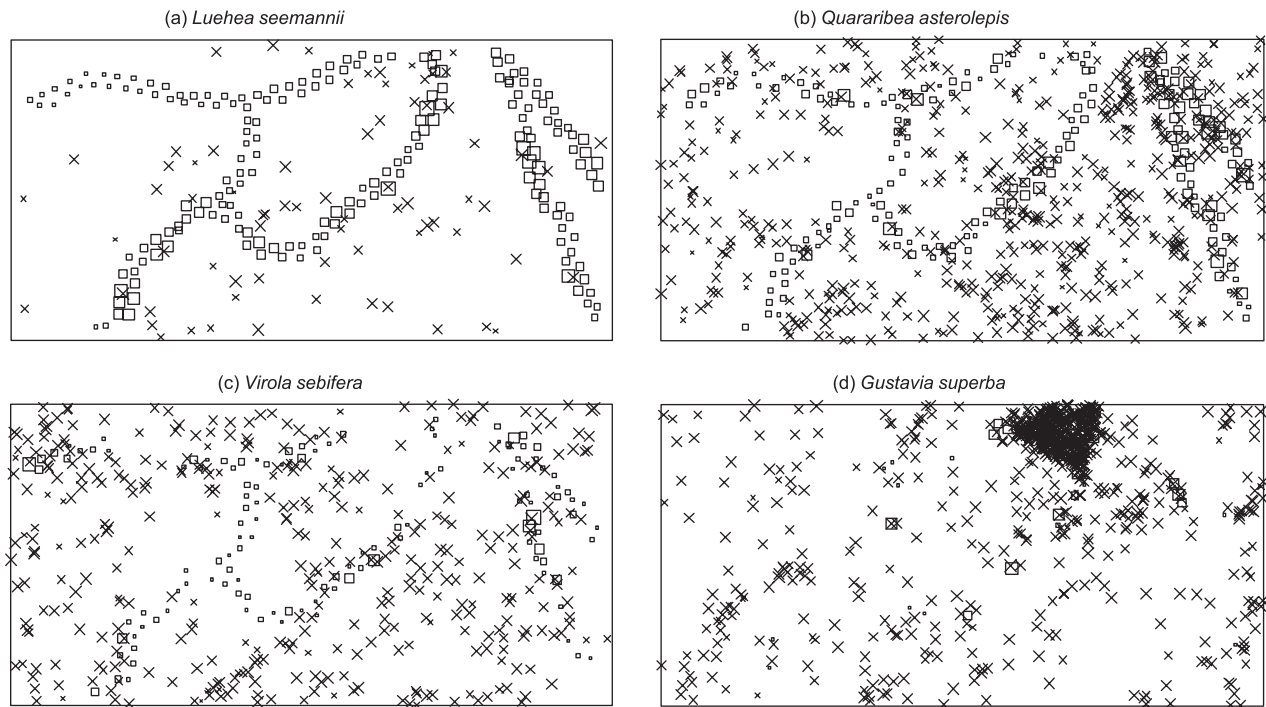 (a) Luehea seemannii
(b) Quararibea asterolepis
(c) Virola sebifera
(d) Gustavia superba